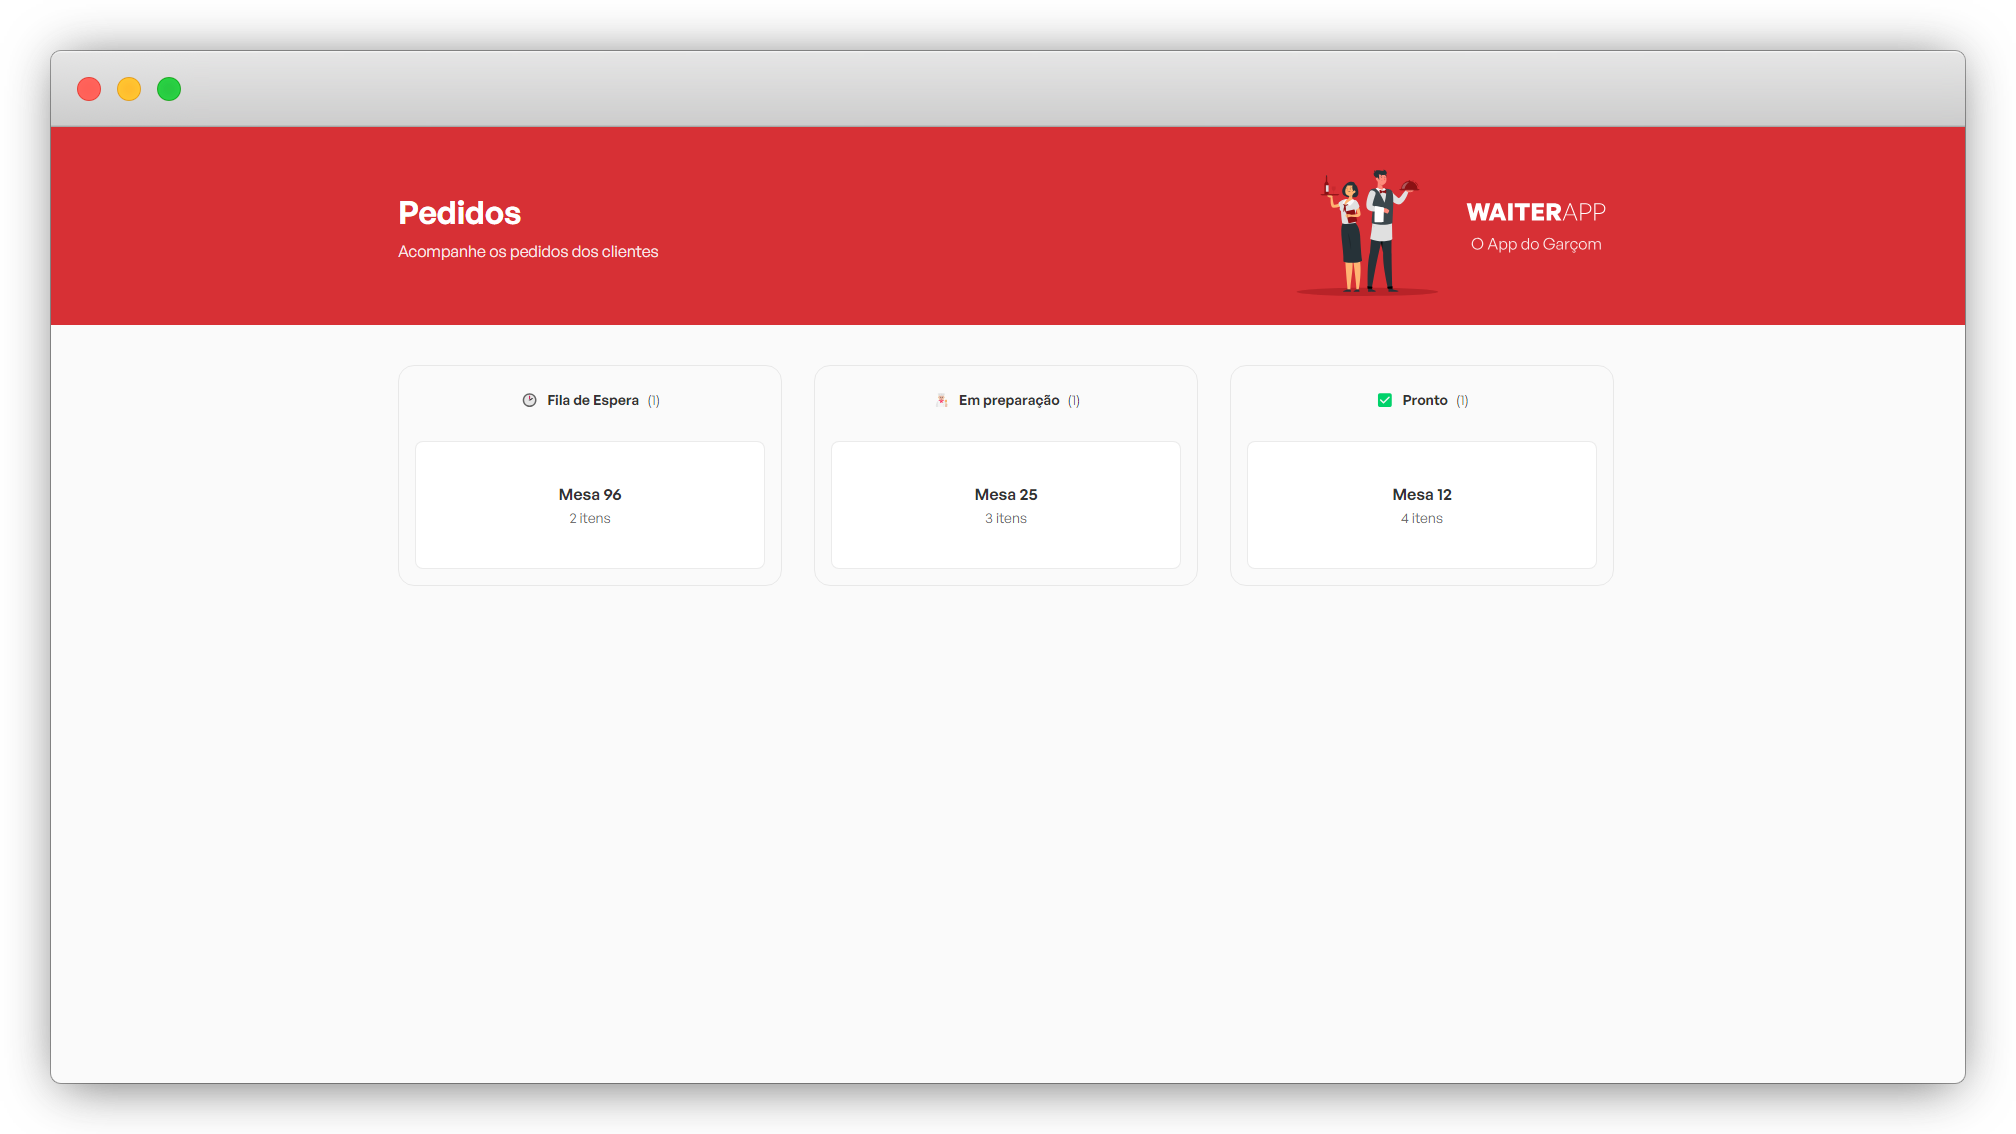 Pedidos
Acompanhe os pedidos dos clientes
WAITERAPP
O App do Garçom
Fila de Espera (1)
Mesa 96
2 itens
Em preparação (1)
Mesa 25
3 itens
Pronto (1)
Mesa 12
4 itens